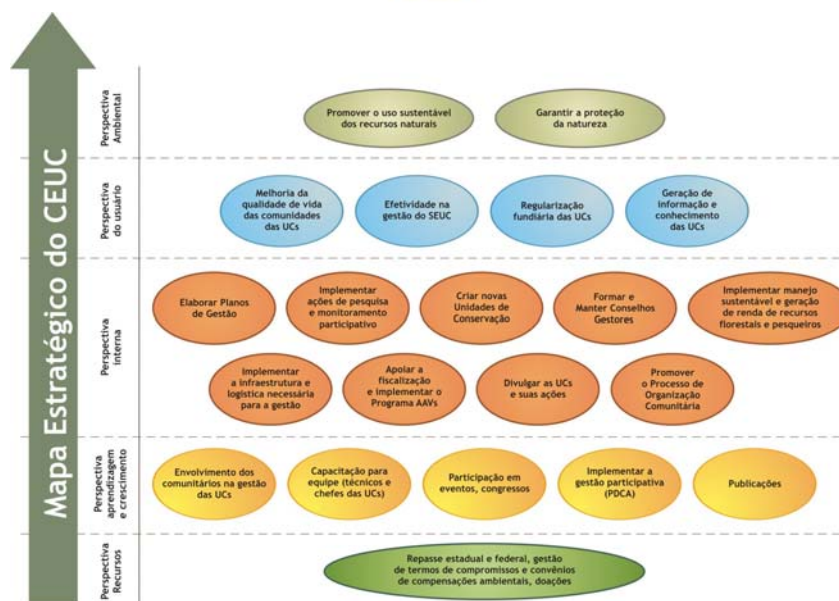 Mapa Estratégico do CEUC
Perspectiva
Ambiental
Promover o uso sustentável
dos recursos naturais
Garantir a proteção
da natureza
Perspectiva
do usuário
Melhoria da
qualidade de vida
das comunidades
das UCs
Efetividade na
gestão do SEUC
Regularização
fundiária das UCs
Geração de
informação e
conhecimento
das UCs
Perspectiva
interna
Elaborar Planos
de Gestão
Implementar
ações de pesquisa
e monitoramento
participativo
Criar novas
Unidades de
Conservação
Formar e
Manter Conselhos
Gestores
Implementar manejo
sustentável e geração
de renda de recursos
florestais e pesqueiros
Implementar
a infraestrutura e
logística necessária
para a gestão
Apoiar a
fiscalização
e implementar o
Programa AAVs
Divulgar as UCs
e suas ações
Promover
o Processo de
Organização
Comunitária
Perspectiva
aprendizagem
e crescimento
Envolvimento dos
comunitários na gestão
das UCs
Capacitação para
equipe (técnicos e
chefes das UCs)
Participação em
eventos, congressos
Implementar a
gestão participativa
(PDCA)
Publicações
Perspectiva
Recursos
Repasse estadual e federal, gestão
de termos de compromissos e convênios
de compensações ambientais, doações